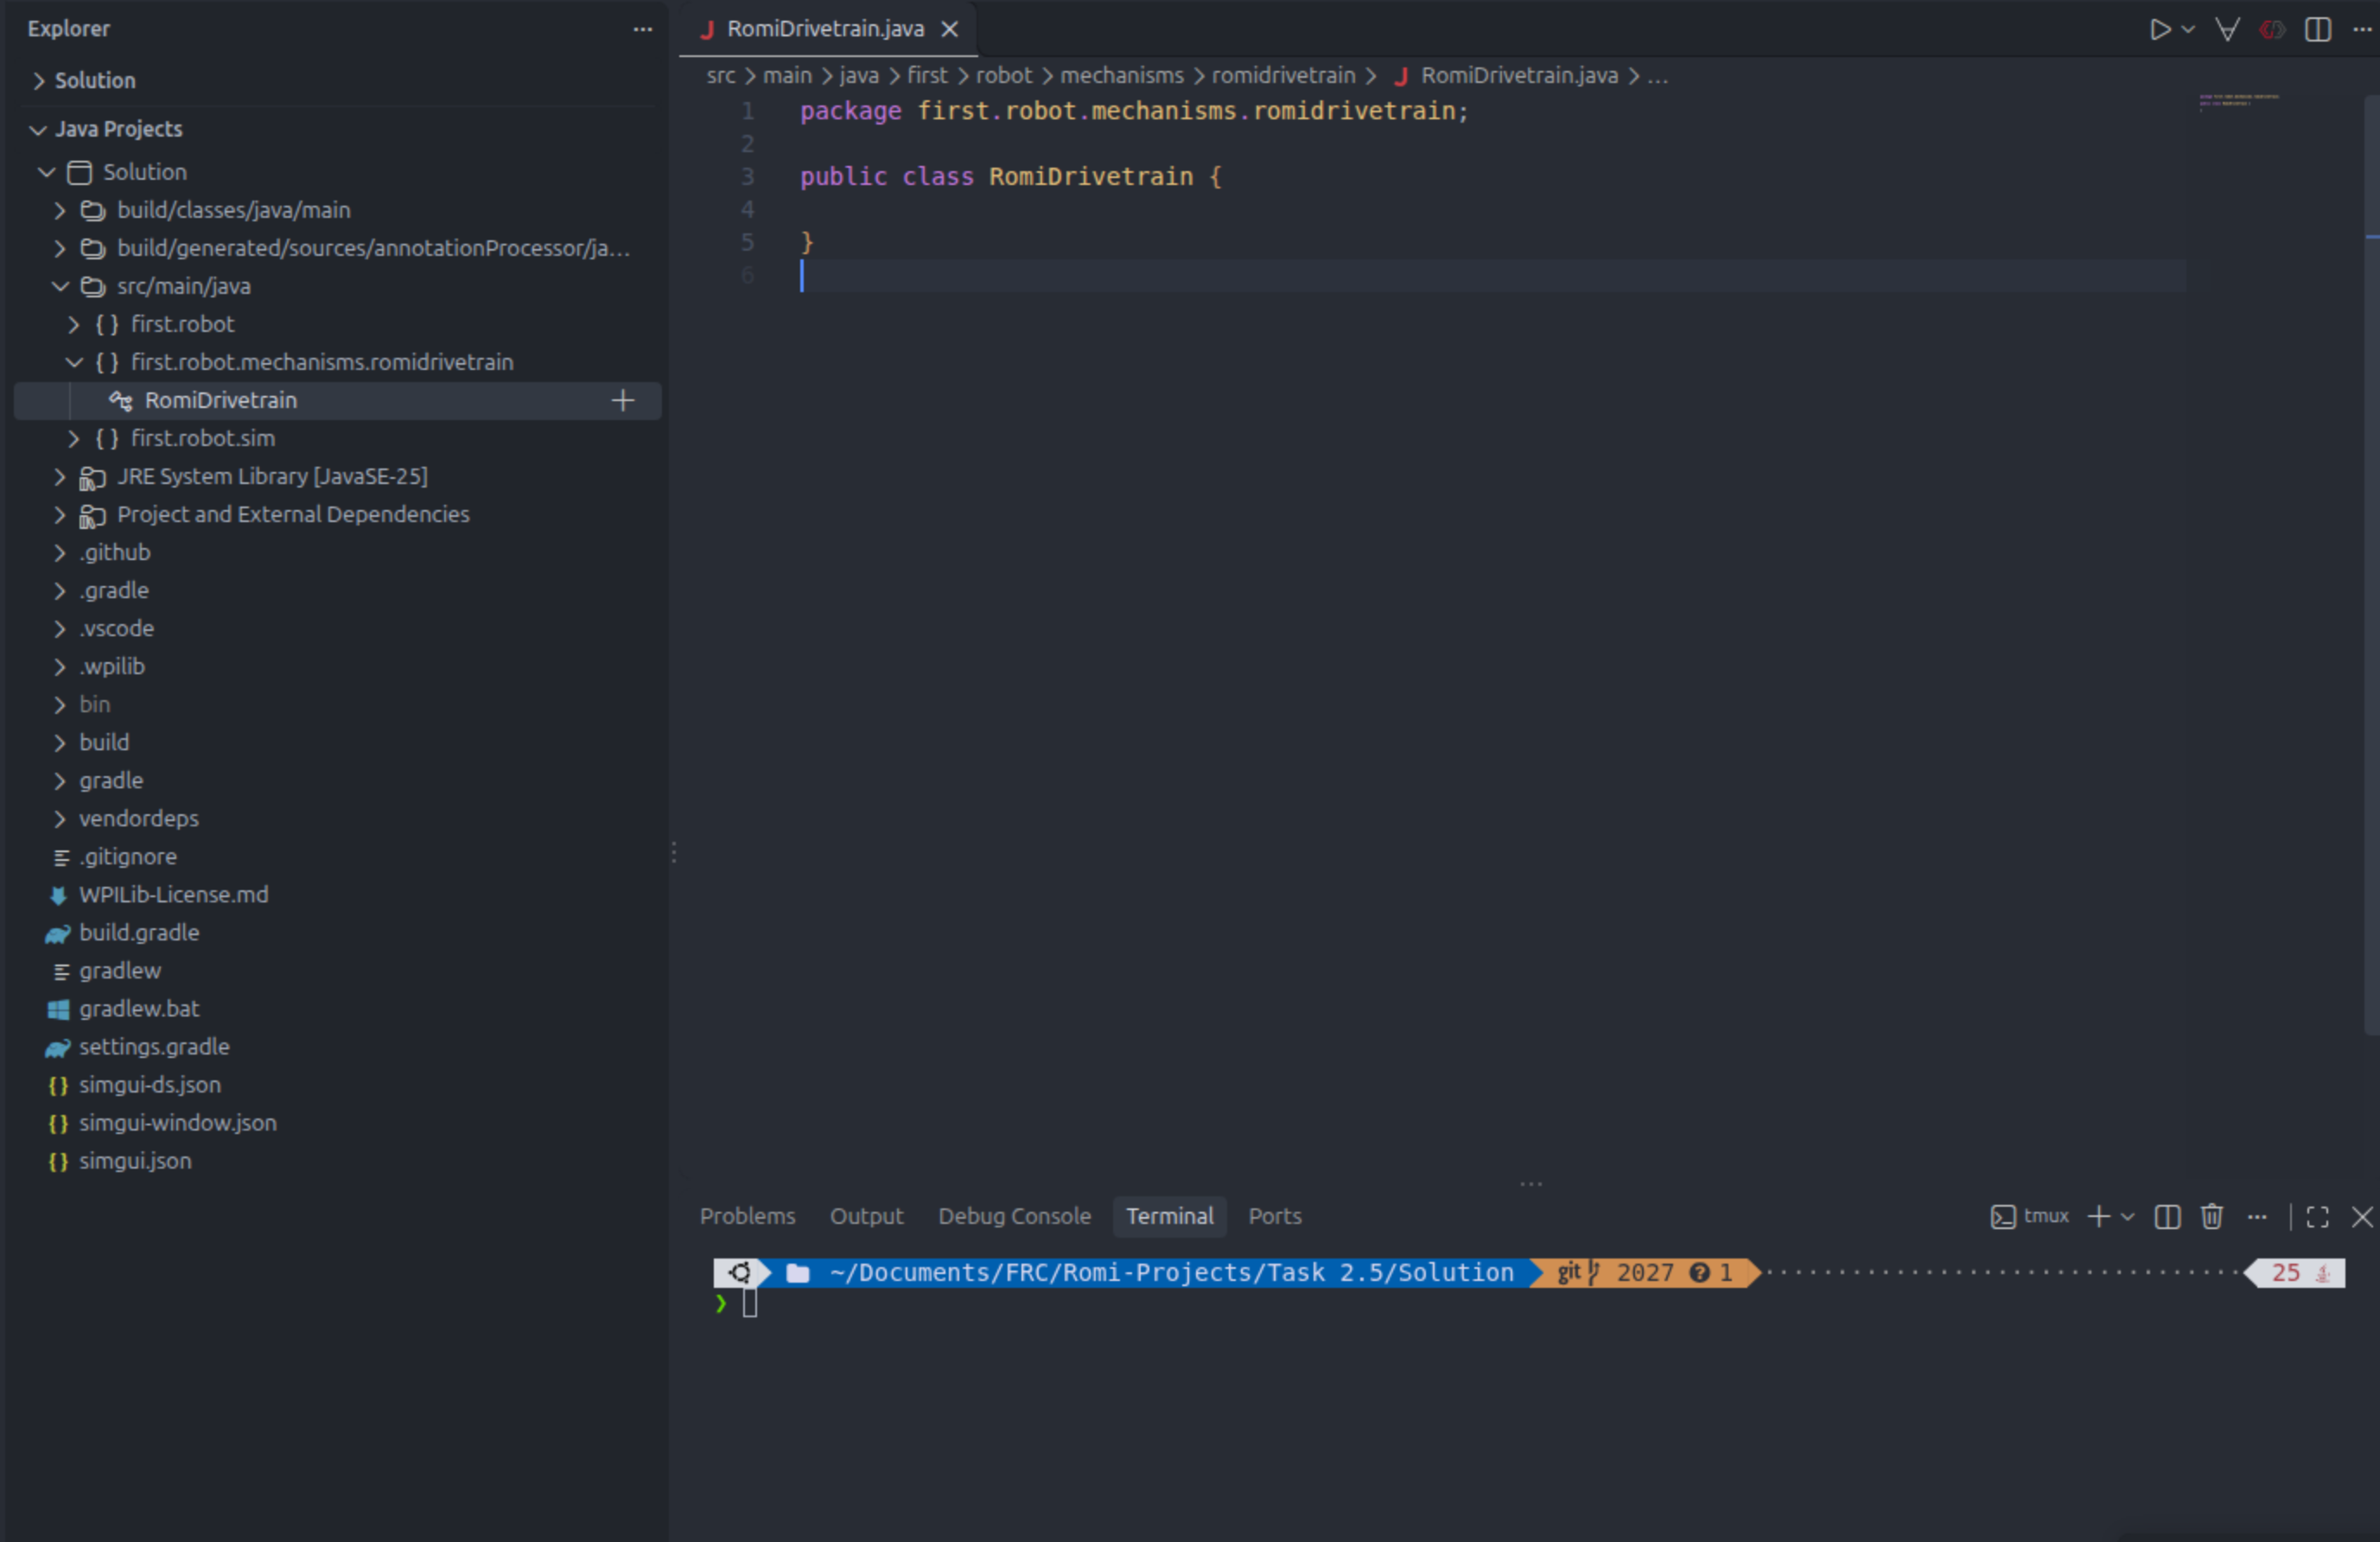 Explorer
Solution
Java Projects
Solution
build/classes/java/main
build/generated/sources/annotationProcessor/ja...
src/main/java
{} first.robot
{} first.robot.mechanisms.romidrivetrain
RomiDrivetrain
{} first.robot.sim
JRE System Library [JavaSE-25]
Project and External Dependencies
.github
.gradle
.vscode
.wpilib
bin
build
gradle
vendordeps
.gitignore
WPILib-License.md
build.gradle
gradlew
gradlew.bat
settings.gradle
{} simgui-ds.json
{} simgui-window.json
{} simgui.json
J RomiDrivetrain.java
src > main > java > first > robot > mechanisms > romidrivetrain > J RomiDrivetrain.java > ...
1 package first.robot.mechanisms.romidrivetrain;
2
3 public class RomiDrivetrain {
4
5 }
6
Problems Output Debug Console Terminal Ports
tmux
~/Documents/FRC/Romi-Projects/Task 2.5/Solution git 2027 ?1 25
❯